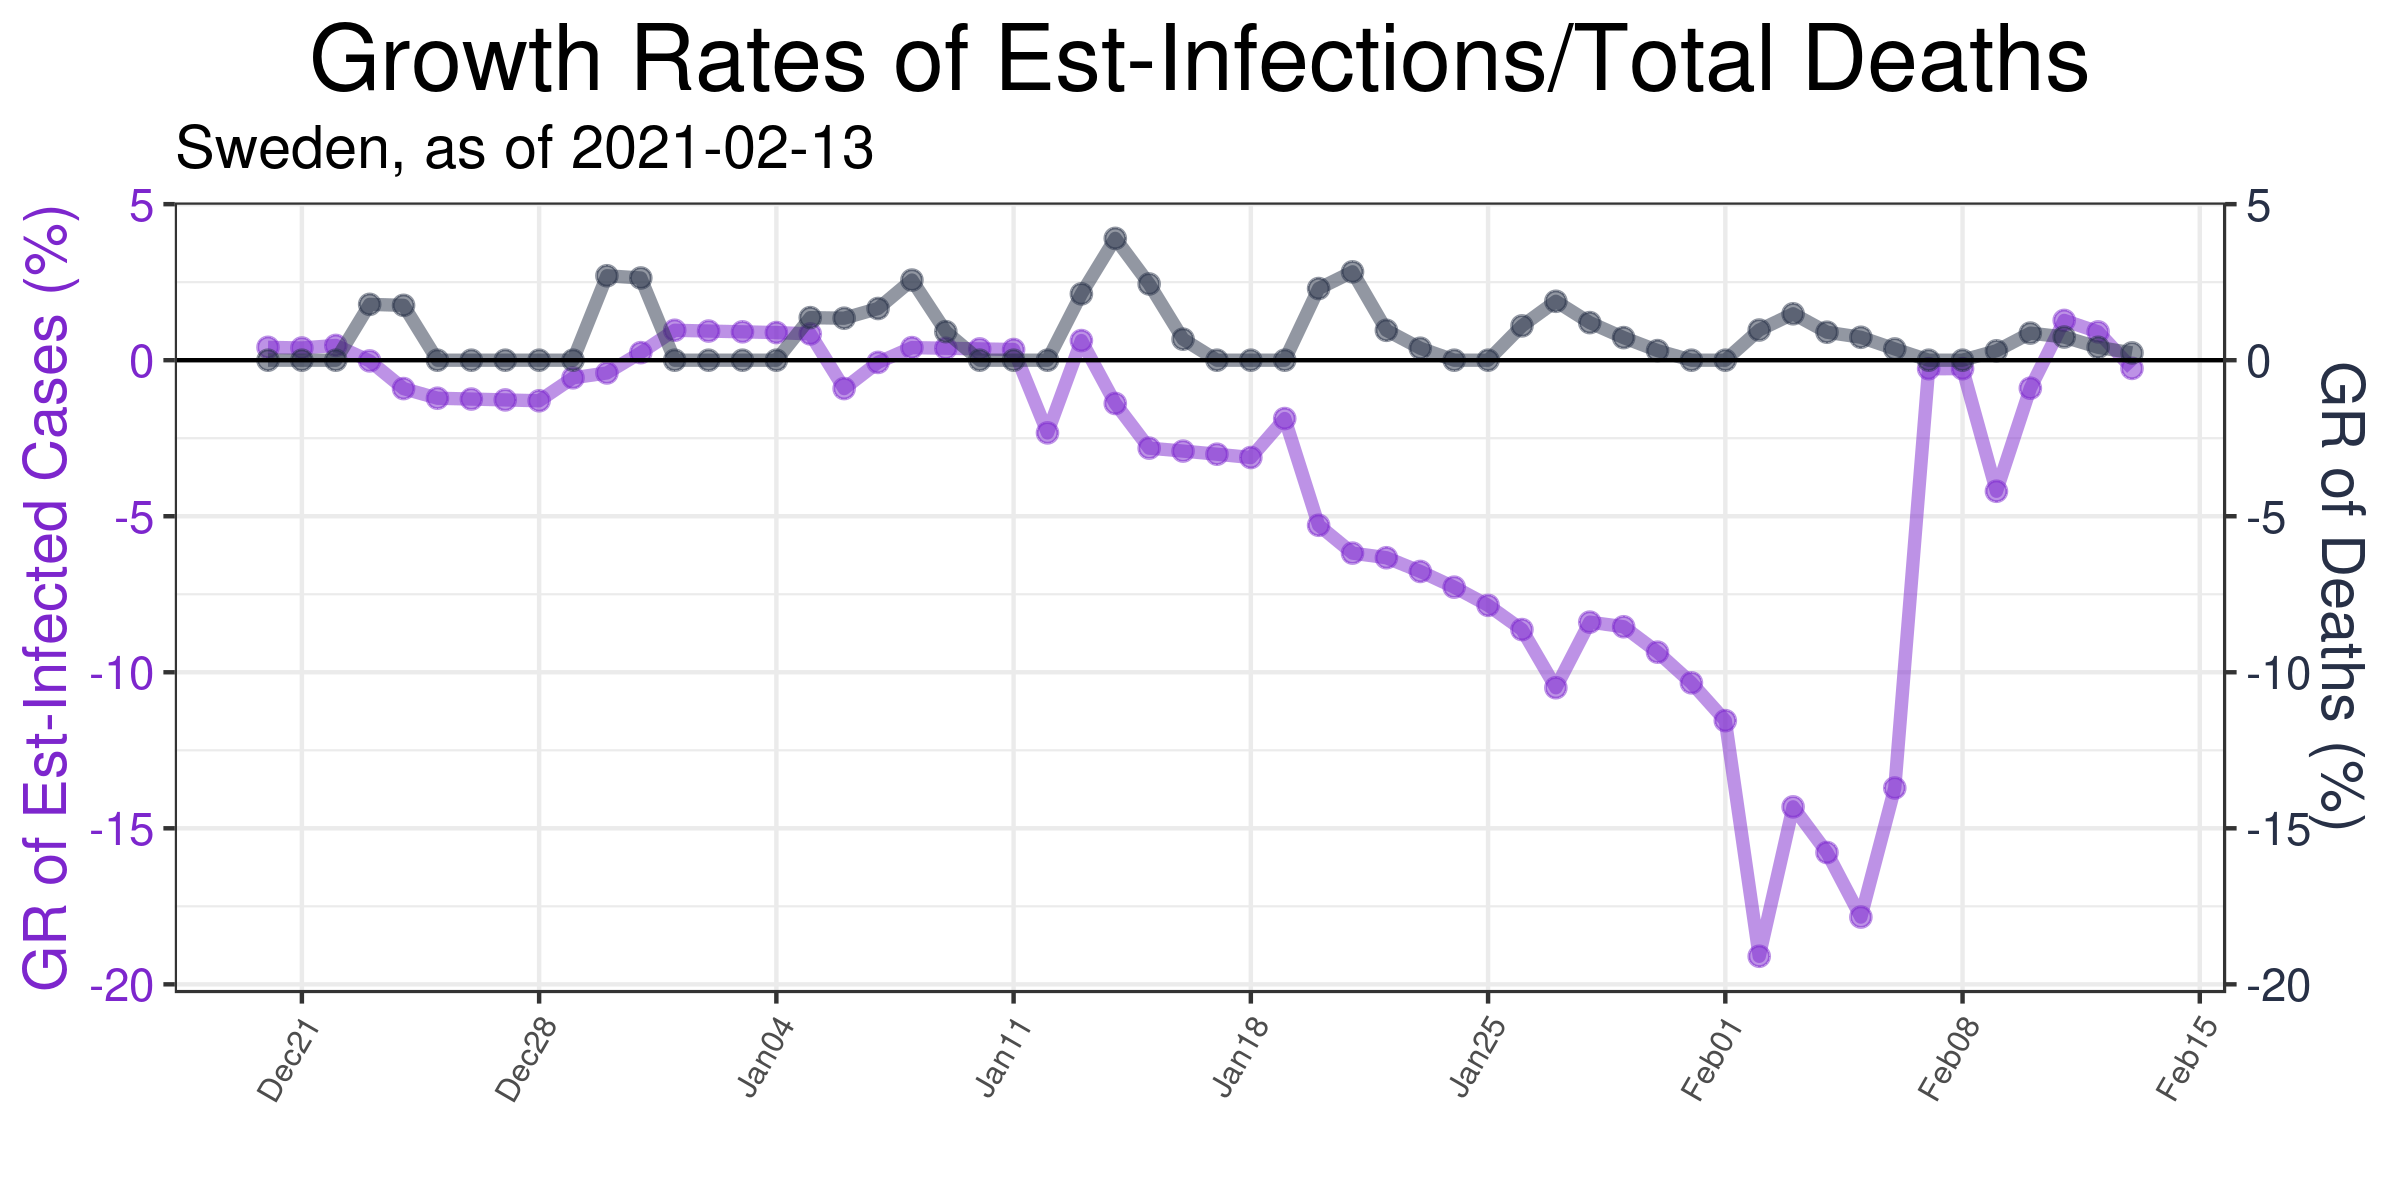 Growth Rates of Est-Infections/Total Deaths
Sweden, as of 2021-02-13
GR of Est-Infected Cases (%)
5
0
-5
-10
-15
-20
5
0
-5
-10
-15
-20
GR of Deaths (%)
Dec21
Dec28
Jan04
Jan11
Jan18
Jan25
Feb01
Feb08
Feb15